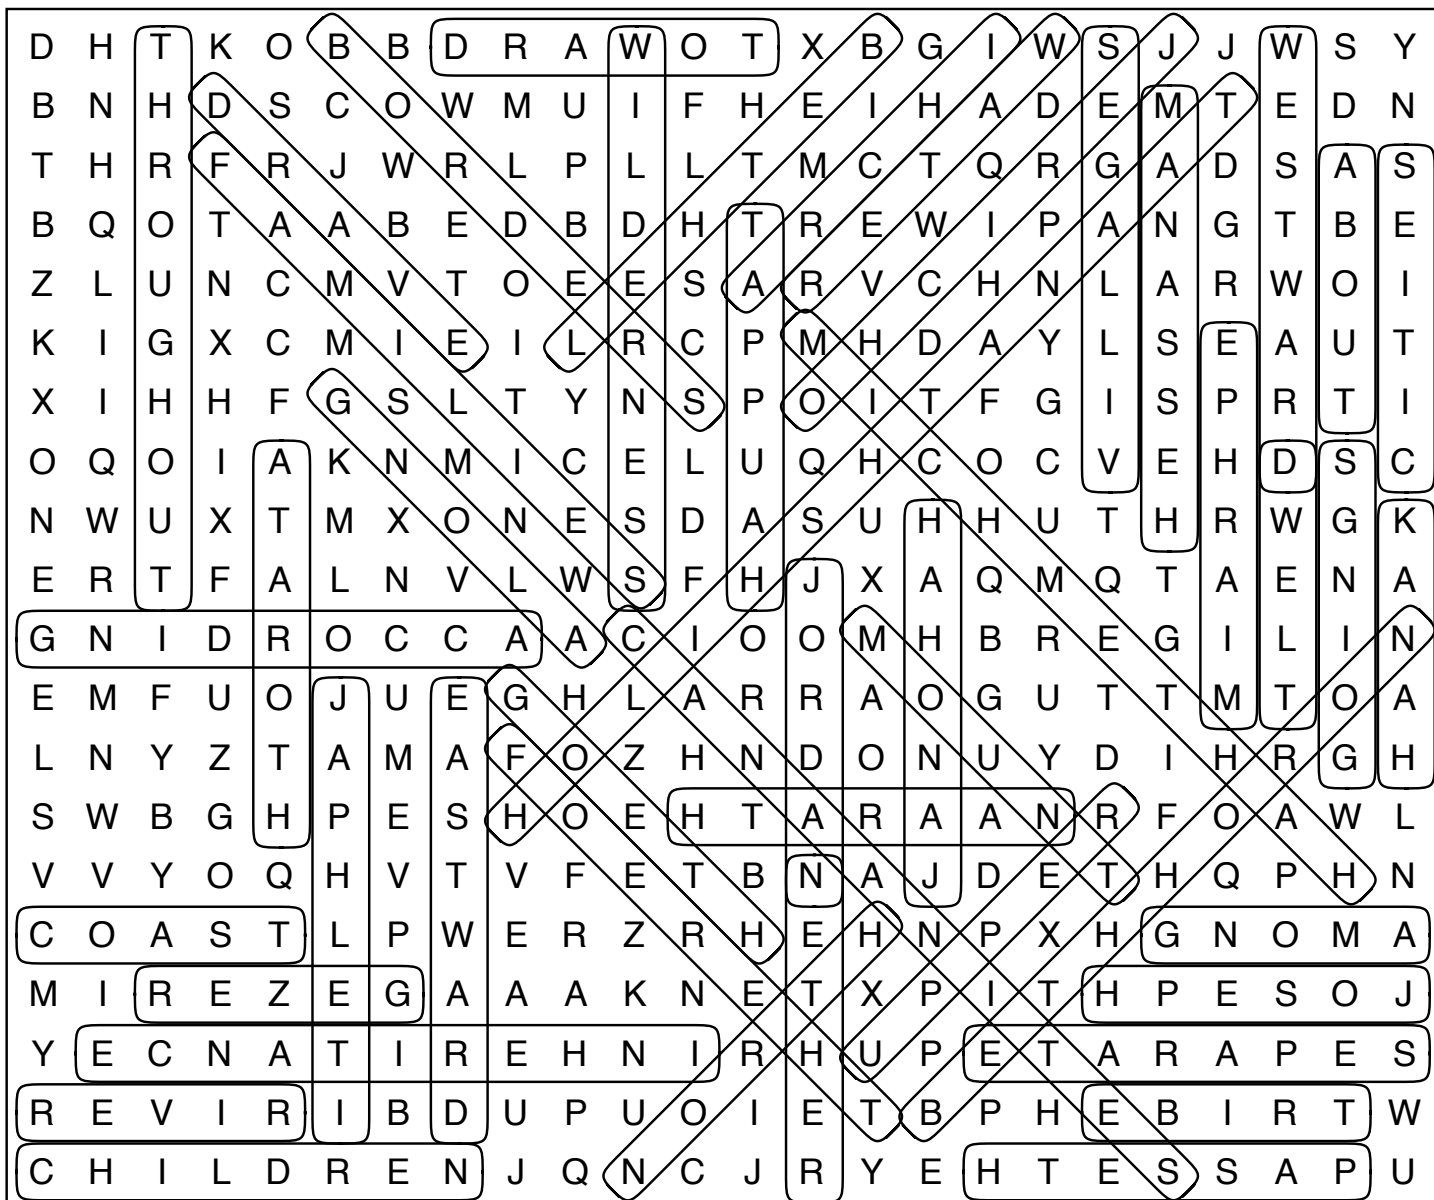 D H T K O B B D R A W O T X B G I W S J J W S Y
B N H D S C O W M U I F H E I H A D E M T E D N
T H R F R J W R L P L L T M C T Q R G A D S A S
B Q O T A A B E D B D H T R E W I P A N G T B E
Z L U N C M V T O E E S A R V C H N L A R W O I
K I G X C M I E I L R C P M H D A Y L S E A U T
X I H H F G S L T Y N S P O I T F G I S P R T I
O Q O I A K N M I C E L U Q H C O C V E H D S C
N W U X T M X O N E S D A S U H H U T H R W G K
E R T F A L N V L W S F H J X A Q M Q T A E N A
G N I D R O C C A A C I O O M H B R E G I L I N
E M F U O J U E G H L A R R A O G U T T M T O A
L N Y Z T A M A F O Z H N D O N U Y D I H R G H
S W B G H P E S H O E H T A R A A N R F O A W L
V V Y O Q H V T V F E T B N A J D E T H Q P H N
C O A S T L P W E R Z R H E H N P X H G N O M A
M I R E Z E G A A A K N E T X P I T H P E S O J
Y E C N A T I R E H N I R H U P E T A R A P E S
R E V I R I B D U P U O I E T B P H E B I R T W
C H I L D R E N J Q N C J R Y E H T E S S A P U